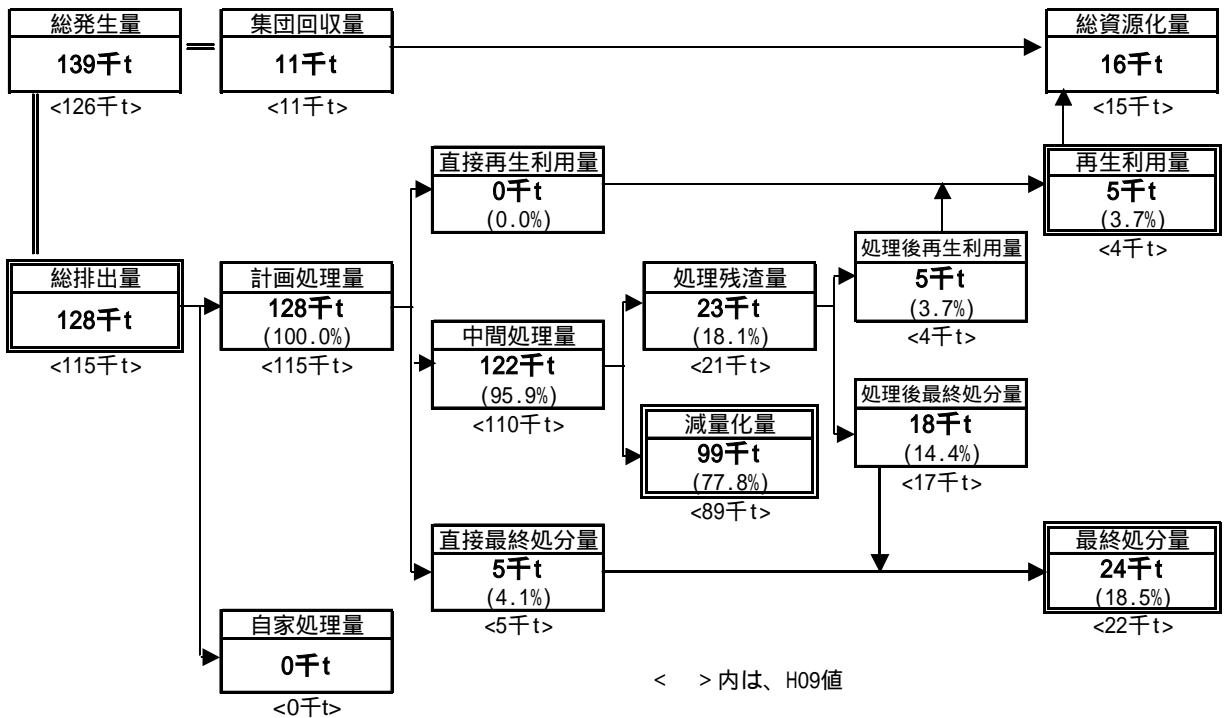 総発生量
139千t
<126千t>
集団回収量
11千t
<11千t>
総資源化量
16千t
<15千t>
直接再生利用量
0千t
(0.0%)
再生利用量
5千t
(3.7%)
<4千t>
総排出量
128千t
<115千t>
計画処理量
128千t
(100.0%)
<115千t>
中間処理量
122千t
(95.9%)
<110千t>
処理残渣量
23千t
(18.1%)
<21千t>
処理後再生利用量
5千t
(3.7%)
<4千t>
減量化量
99千t
(77.8%)
<89千t>
処理後最終処分量
18千t
(14.4%)
<17千t>
直接最終処分量
5千t
(4.1%)
<5千t>
最終処分量
24千t
(18.5%)
<22千t>
自家処理量
0千t
<0千t>
< >内は、H09値